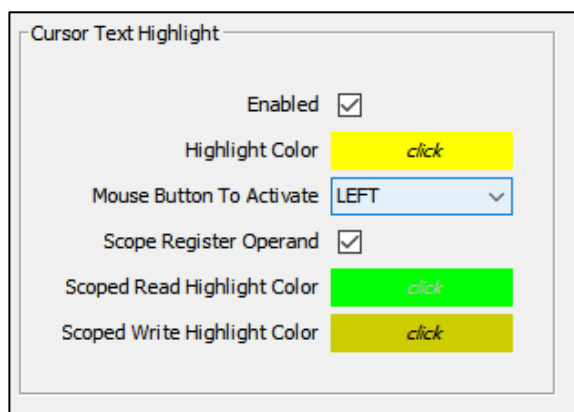 Cursor Text Highlight
Enabled
Highlight Color click
Mouse Button To Activate LEFT
Scope Register Operand
Scoped Read Highlight Color click
Scoped Write Highlight Color click